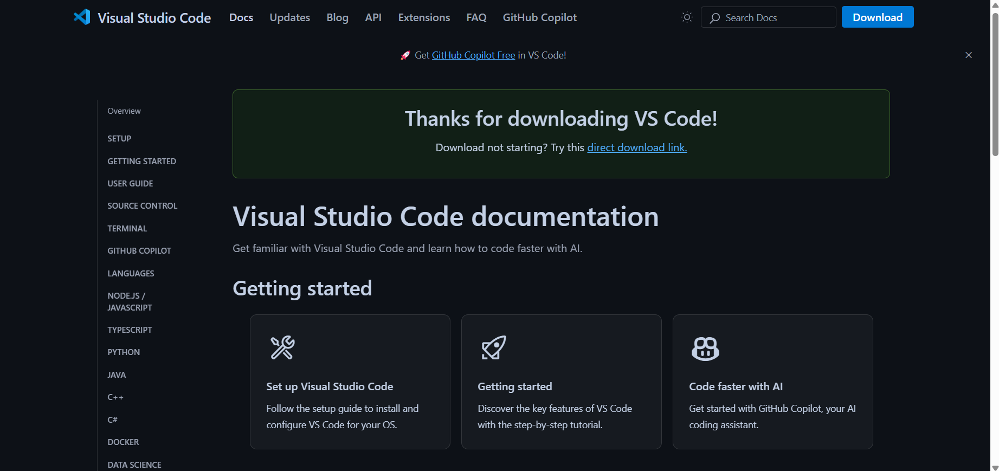 Visual Studio Code Docs Updates Blog API Extensions FAQ GitHub Copilot Search Docs Download
🚀 Get GitHub Copilot Free in VS Code!
Overview
SETUP
GETTING STARTED
USER GUIDE
SOURCE CONTROL
TERMINAL
GITHUB COPILOT
LANGUAGES
NODE.JS /
JAVASCRIPT
TYPESCRIPT
PYTHON
JAVA
C++
C#
DOCKER
DATA SCIENCE
Thanks for downloading VS Code!
Download not starting? Try this direct download link.
Visual Studio Code documentation
Get familiar with Visual Studio Code and learn how to code faster with AI.
Getting started
Set up Visual Studio Code
Follow the setup guide to install and
configure VS Code for your OS.
Getting started
Discover the key features of VS Code
with the step-by-step tutorial.
Code faster with AI
Get started with GitHub Copilot, your AI
coding assistant.